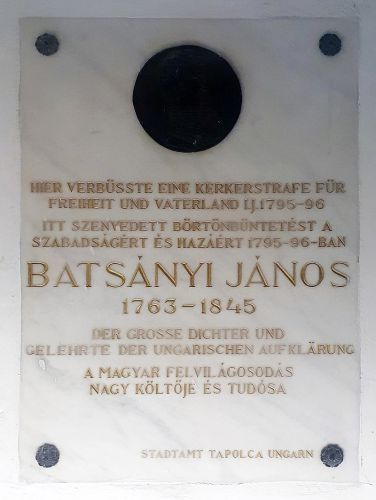 HIER VERBÜSSTE EINE KERKERSTRAFE FÜR
FREIHEIT UND VATERLAND I.J. 1795-96
ITT SZENYEDETT BÖRTÖNBÜNTETÉST A
SZABADSÁGÉRT ÉS HAZÁÉRT 1795-96-BAN
BATSÁNYI JÁNOS
1763-1845
DER GROSSE DICHTER UND
GELEHRTE DER UNGARISCHEN AUFKLÄRUNG
A MAGYAR FELVILÁGOSODÁS
NAGY KÖLTŐJE ÉS TUDÓSA
STADTAMT TAPOLCA UNGARN